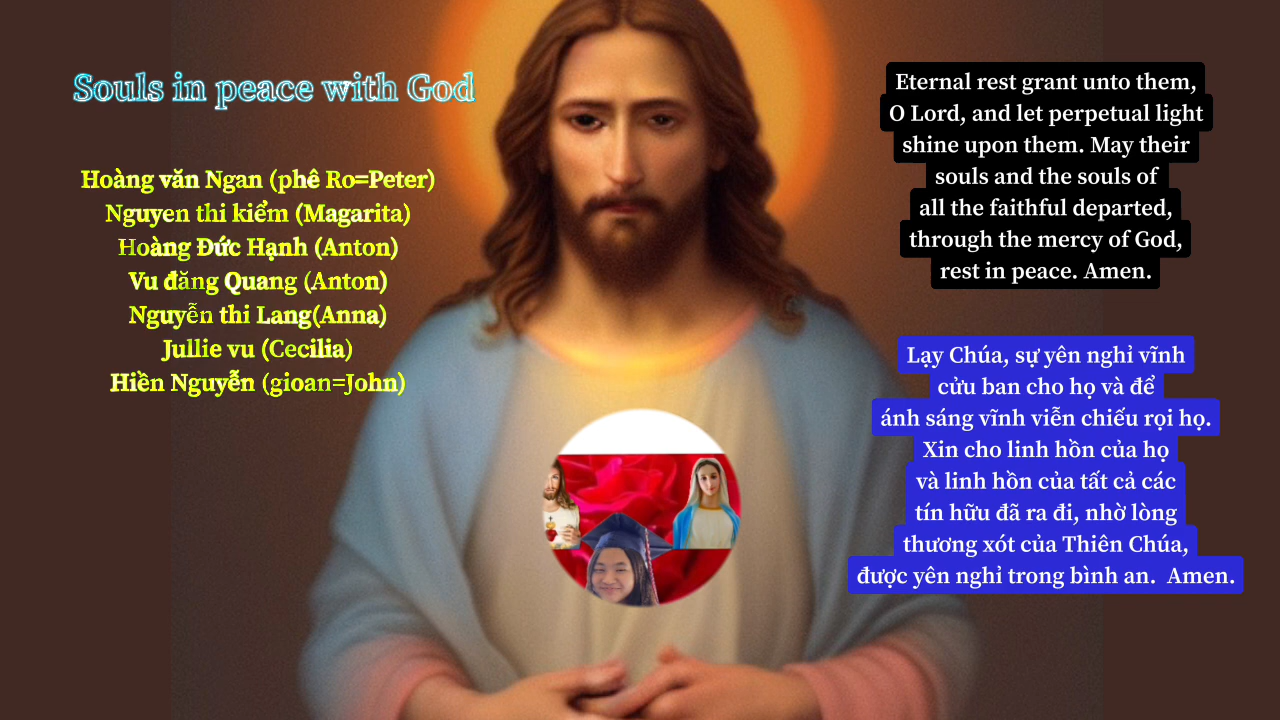 Souls in peace with God
Hoàng văn Ngan (phê Ro=Peter)
Nguyen thi kiểm (Magarita)
Hoàng Đức Hạnh (Anton)
Vu đăng Quang (Anton)
Nguyễn thi Lang(Anna)
Jullie vu (Cecilia)
Hiền Nguyễn (gioan=John)
Eternal rest grant unto them,
O Lord, and let perpetual light
shine upon them. May their
souls and the souls of
all the faithful departed,
through the mercy of God,
rest in peace. Amen.
Lạy Chúa, sự yên nghỉ vĩnh
cửu ban cho họ và để
ánh sáng vĩnh viễn chiếu rọi họ.
Xin cho linh hồn của họ
và linh hồn của tất cả các
tín hữu đã ra đi, nhờ lòng
thương xót của Thiên Chúa,
được yên nghỉ trong bình an. Amen.